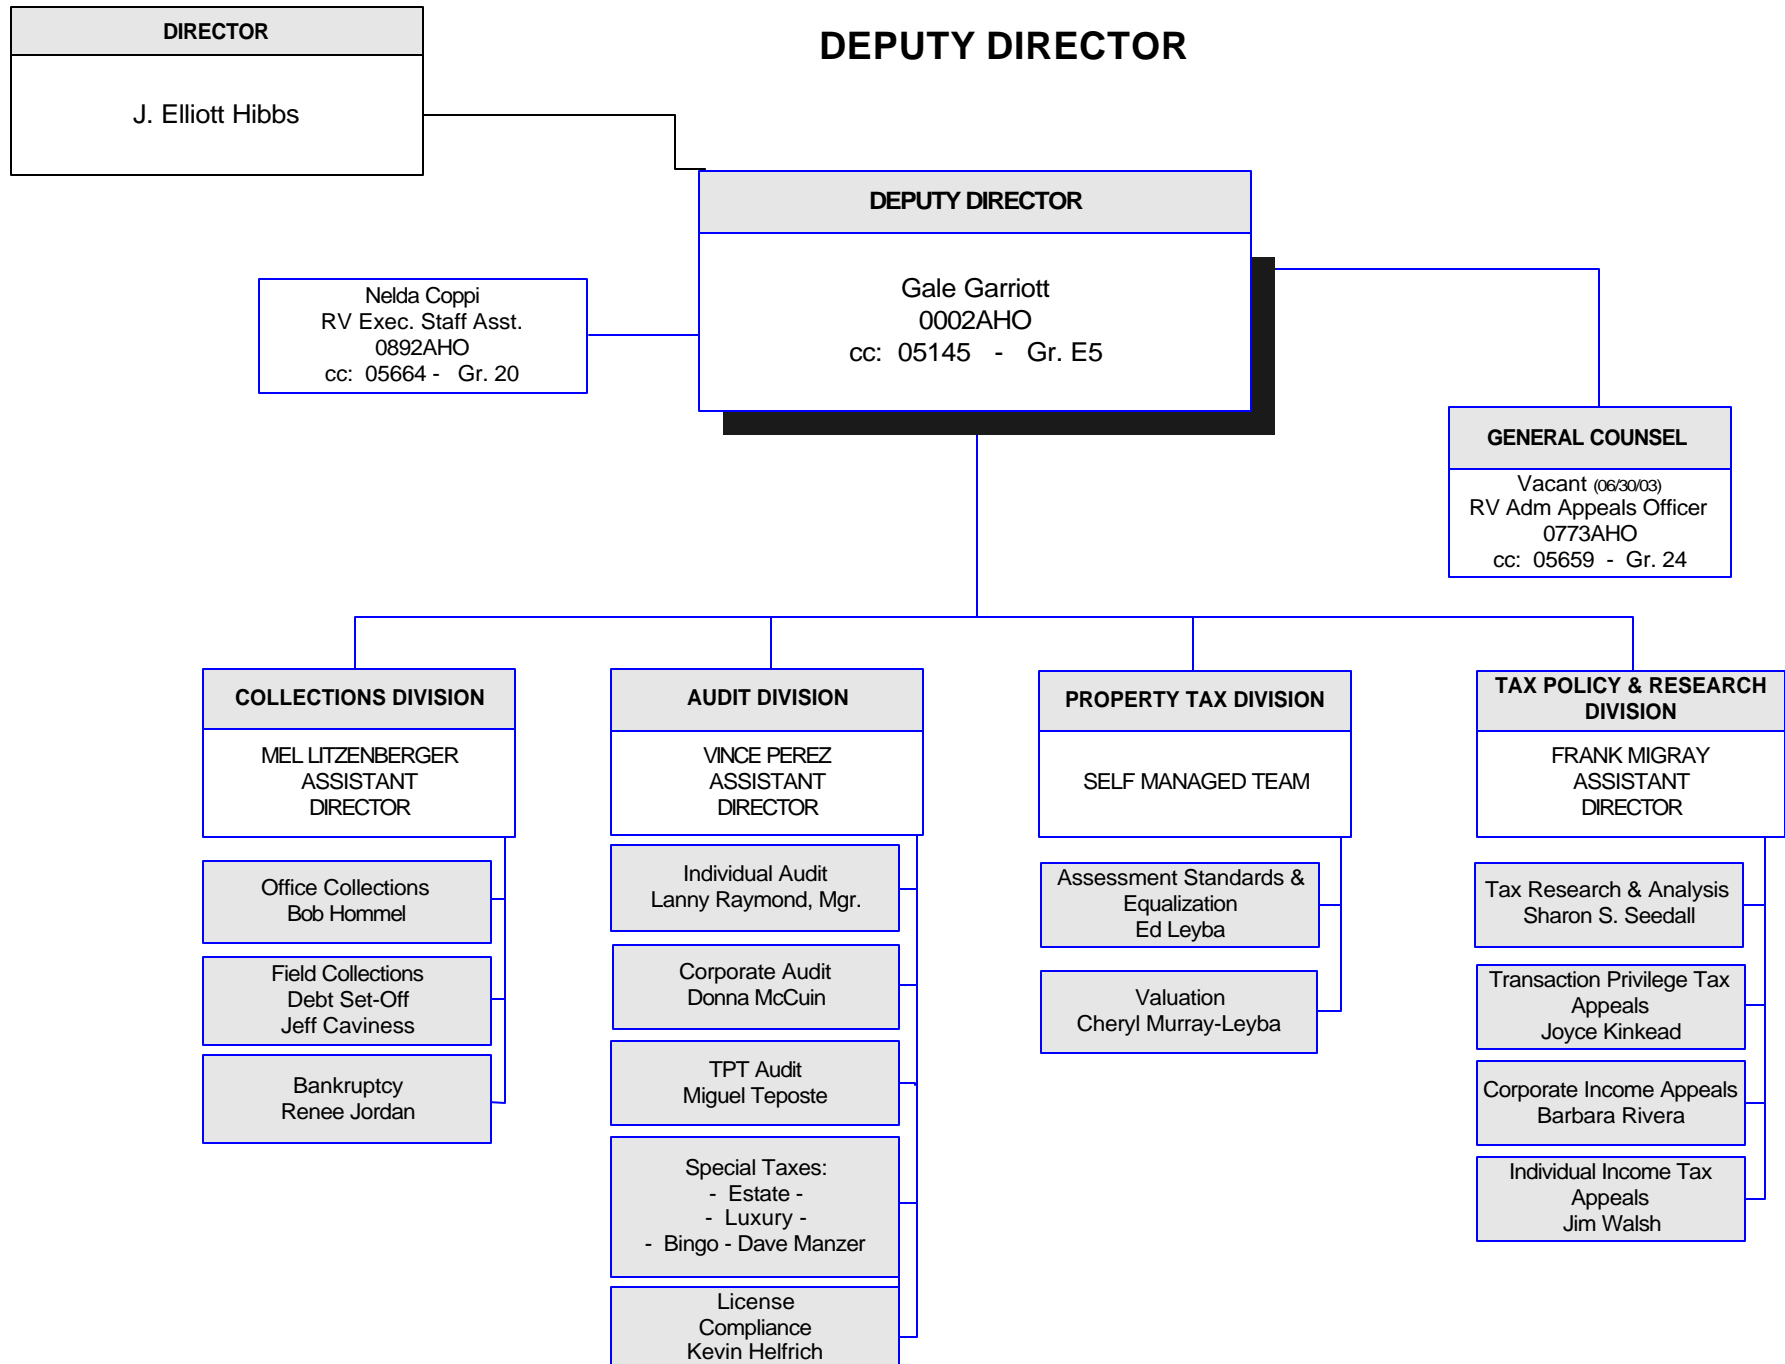 DIRECTOR
J. Elliott Hibbs
DEPUTY DIRECTOR
DEPUTY DIRECTOR
Gale Garriott
0002AHO
cc: 05145 - Gr. E5
Nelda Coppi
RV Exec. Staff Asst.
0892AHO
cc: 05664 - Gr. 20
GENERAL COUNSEL
Vacant (06/30/03)
RV Adm Appeals Officer
0773AHO
cc: 05659 - Gr. 24
COLLECTIONS DIVISION
MEL LITZENBERGER
ASSISTANT
DIRECTOR
Office Collections
Bob Hommel
Field Collections
Debt Set-Off
Jeff Caviness
Bankruptcy
Renee Jordan
AUDIT DIVISION
VINCE PEREZ
ASSISTANT
DIRECTOR
Individual Audit
Lanny Raymond, Mgr.
Corporate Audit
Donna McCuin
TPT Audit
Miguel Teposte
Special Taxes:
- Estate -
- Luxury -
- Bingo - Dave Manzer
License
Compliance
Kevin Helfrich
PROPERTY TAX DIVISION
SELF MANAGED TEAM
Assessment Standards &
Equalization
Ed Leyba
Valuation
Cheryl Murray-Leyba
TAX POLICY & RESEARCH
DIVISION
FRANK MIGRAY
ASSISTANT
DIRECTOR
Tax Research & Analysis
Sharon S. Seedall
Transaction Privilege Tax
Appeals
Joyce Kinkead
Corporate Income Appeals
Barbara Rivera
Individual Income Tax
Appeals
Jim Walsh